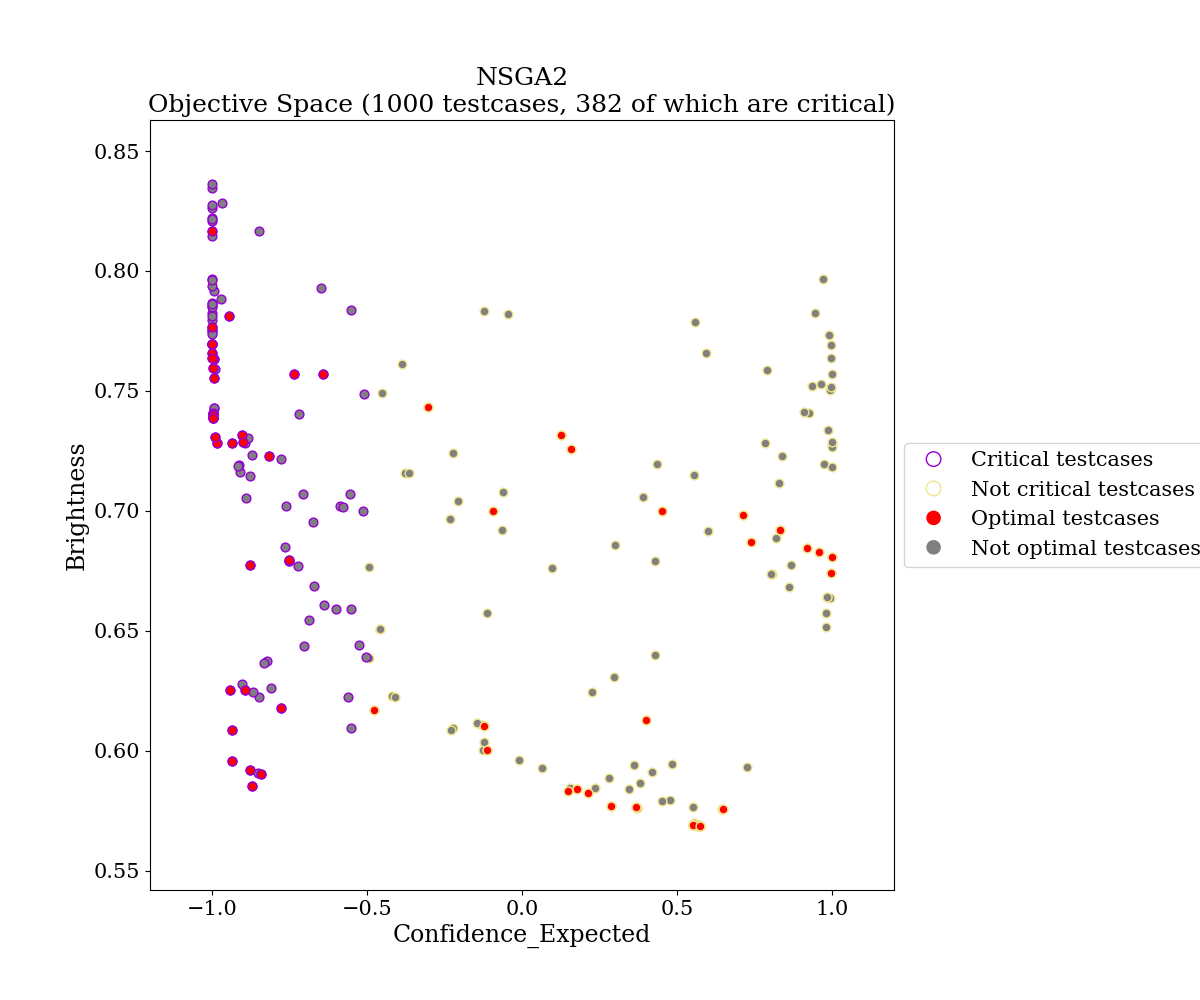 NSGA2
Objective Space (1000 testcases, 382 of which are critical)
0.85
0.80
0.75
0.70
0.65
0.60
0.55
Brightness
−1.0
−0.5
0.0
0.5
1.0
Confidence_Expected
Critical testcases
Not critical testcases
Optimal testcases
Not optimal testcases